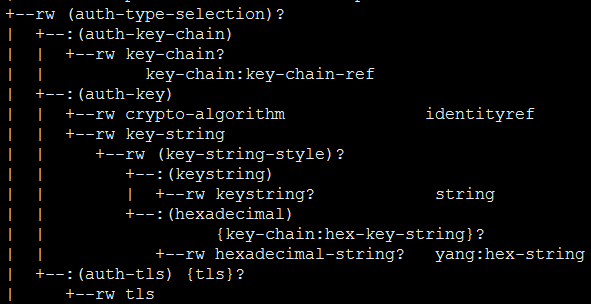 +--rw (auth-type-selection)?
|  +--:(auth-key-chain)
|  |  +--rw key-chain?
|  |          key-chain:key-chain-ref
|  +--:(auth-key)
|  |  +--rw crypto-algorithm              identityref
|  |  +--rw key-string
|  |     +--rw (key-string-style)?
|  |        +--:(keystring)
|  |        |  +--rw keystring?            string
|  |        +--:(hexadecimal)
|  |                 {key-chain:hex-key-string}?
|  |           +--rw hexadecimal-string?   yang:hex-string
|  +--:(auth-tls) {tls}?
|     +--rw tls